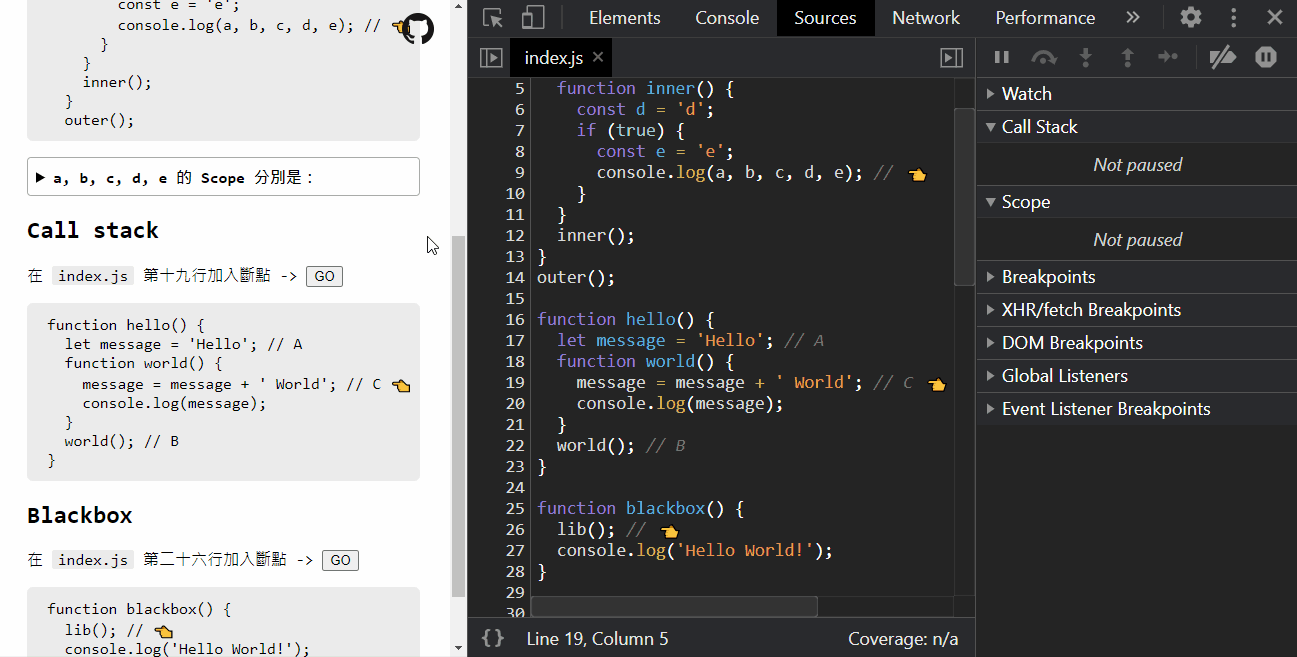 const e = 'e';
console.log(a, b, c, d, e); // 👈
}
}
inner();
}
outer();
▶ a, b, c, d, e 的 Scope 分別是：
Call stack
在 index.js 第十九行加入斷點 -> GO
function hello() {
let message = 'Hello'; // A
function world() {
message = message + ' World'; // C 👈
console.log(message);
}
world(); // B
}
Blackbox
在 index.js 第二十六行加入斷點 -> GO
function blackbox() {
lib(); // 👈
console.log('Hello World!');
Elements Console Sources Network Performance
index.js
5 function inner() {
6 const d = 'd';
7 if (true) {
8 const e = 'e';
9 console.log(a, b, c, d, e); // 👈
10 }
11 }
12 inner();
13 }
14 outer();
15
16 function hello() {
17 let message = 'Hello'; // A
18 function world() {
19 message = message + ' World'; // C 👈
20 console.log(message);
21 }
22 world(); // B
23 }
24
25 function blackbox() {
26 lib(); // 👈
27 console.log('Hello World!');
28 }
29
30
{} Line 19, Column 5 Coverage: n/a
Watch
Call Stack
Not paused
Scope
Not paused
Breakpoints
XHR/fetch Breakpoints
DOM Breakpoints
Global Listeners
Event Listener Breakpoints